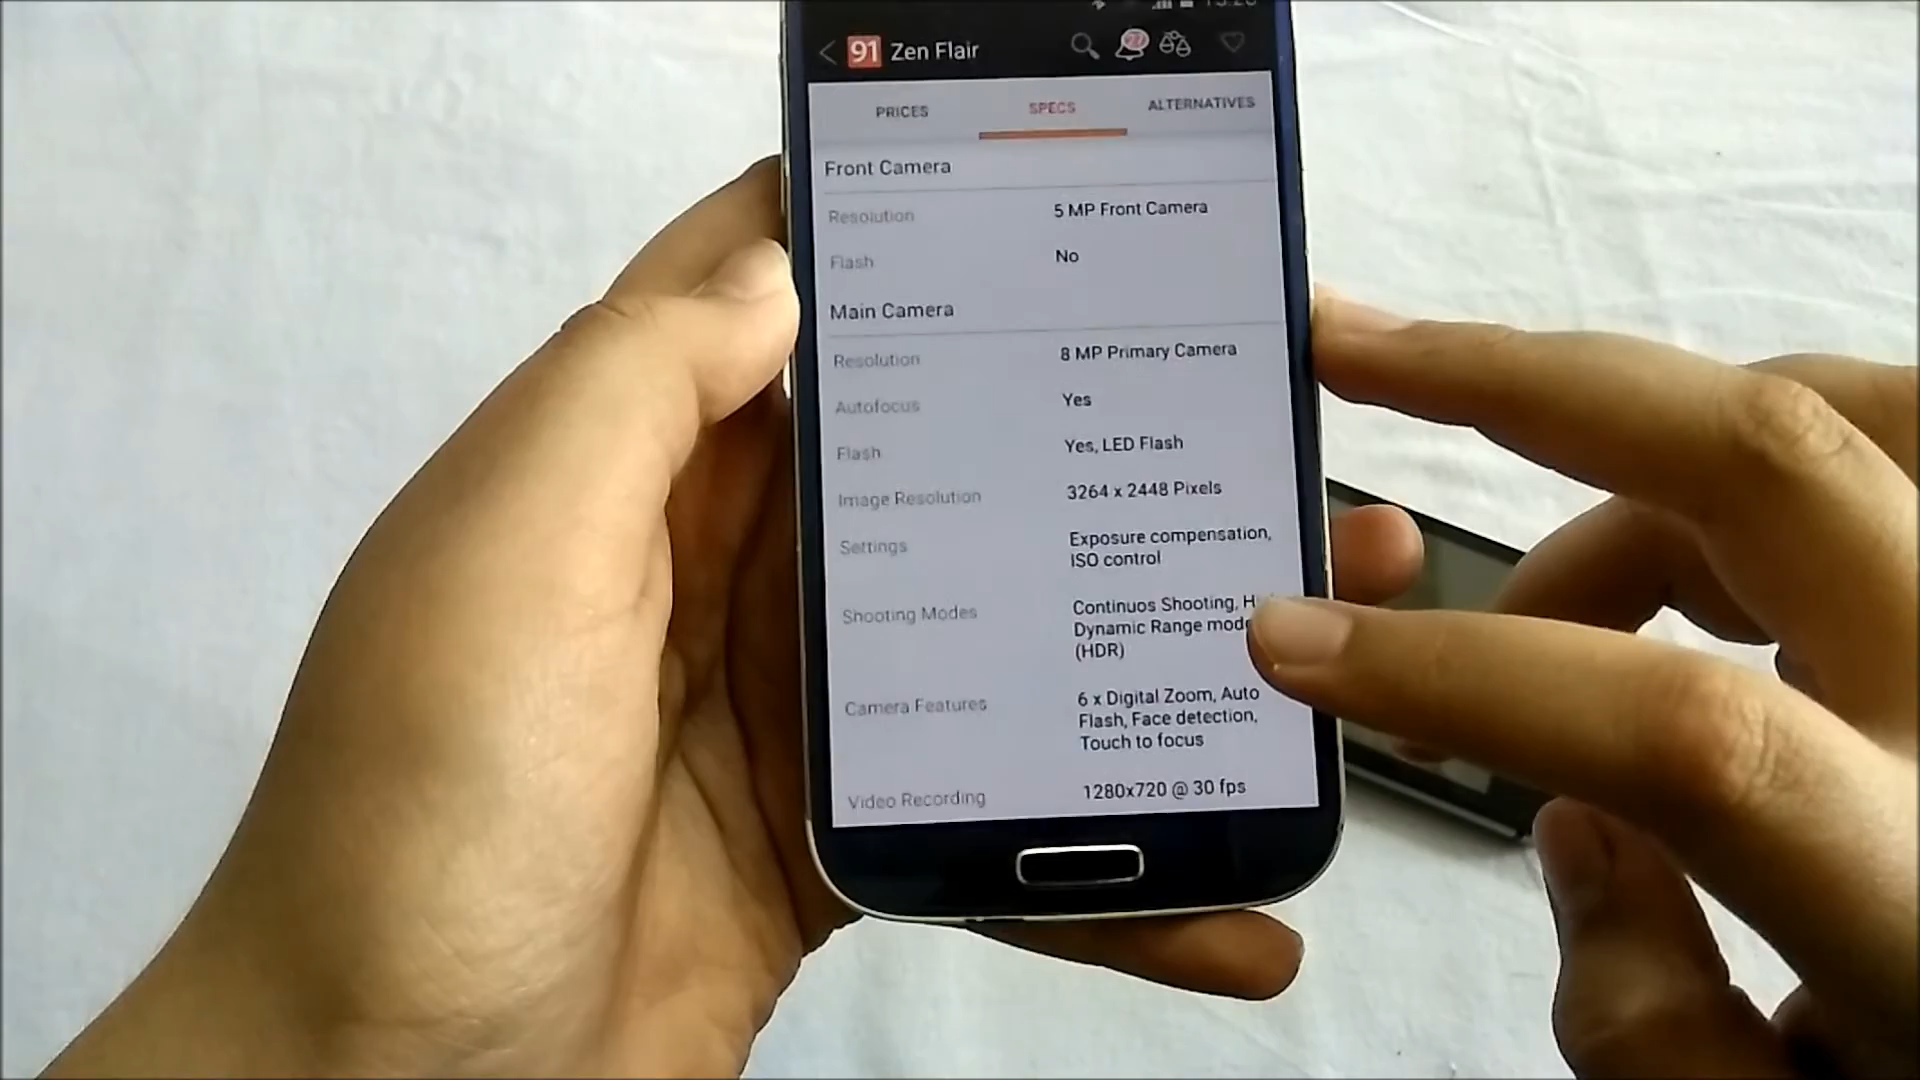 91 Zen Flair
27
PRICES SPECS ALTERNATIVES
Front Camera
Resolution 5 MP Front Camera
Flash No
Main Camera
Resolution 8 MP Primary Camera
Autofocus Yes
Flash Yes, LED Flash
Image Resolution 3264 x 2448 Pixels
Settings Exposure compensation,
ISO control
Shooting Modes Continuos Shooting,
Dynamic Range mode
(HDR)
Camera Features 6 x Digital Zoom, Auto
Flash, Face detection,
Touch to focus
Video Recording 1280x720 @ 30 fps